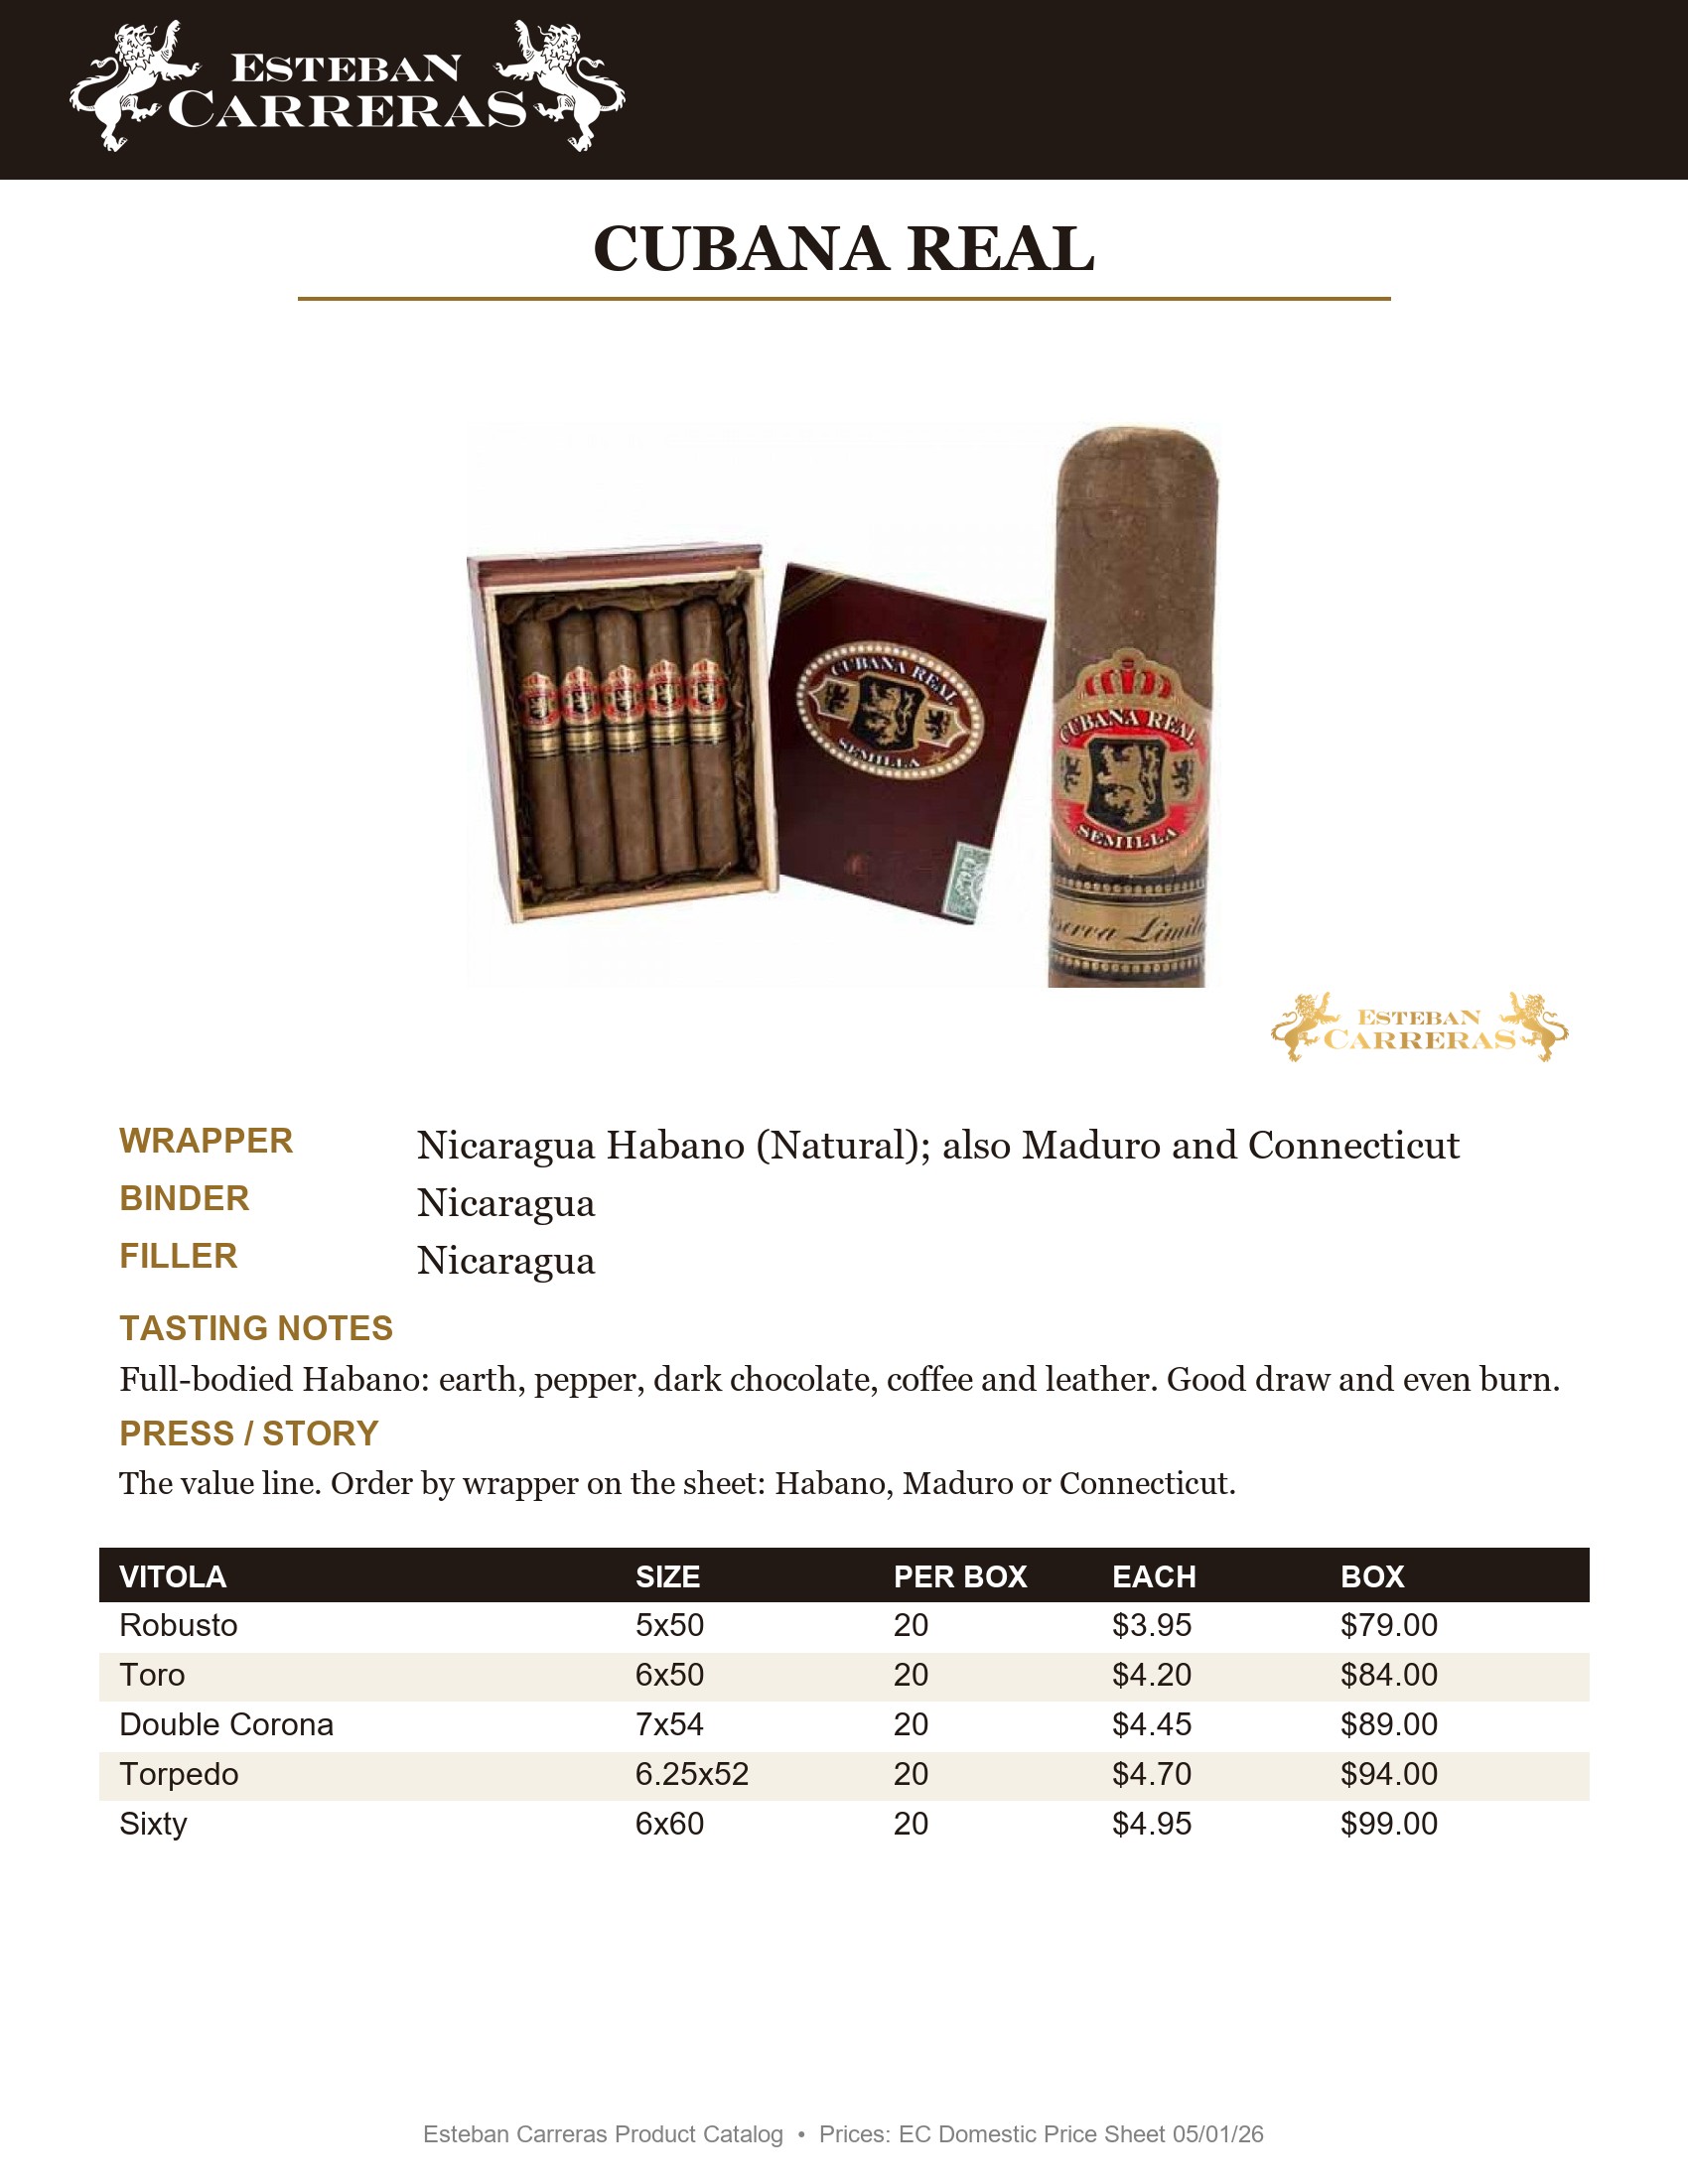 ESTEBAN
CARRERAS
CUBANA REAL
CUBANA REAL
SEMILLA
CUBANA REAL
SEMILLA
ESTEBAN
CARRERAS
WRAPPER Nicaragua Habano (Natural); also Maduro and Connecticut
BINDER Nicaragua
FILLER Nicaragua
TASTING NOTES
Full-bodied Habano: earth, pepper, dark chocolate, coffee and leather. Good draw and even burn.
PRESS / STORY
The value line. Order by wrapper on the sheet: Habano, Maduro or Connecticut.
VITOLA SIZE PER BOX EACH BOX
Robusto 5x50 20 $3.95 $79.00
Toro 6x50 20 $4.20 $84.00
Double Corona 7x54 20 $4.45 $89.00
Torpedo 6.25x52 20 $4.70 $94.00
Sixty 6x60 20 $4.95 $99.00
Esteban Carreras Product Catalog • Prices: EC Domestic Price Sheet 05/01/26